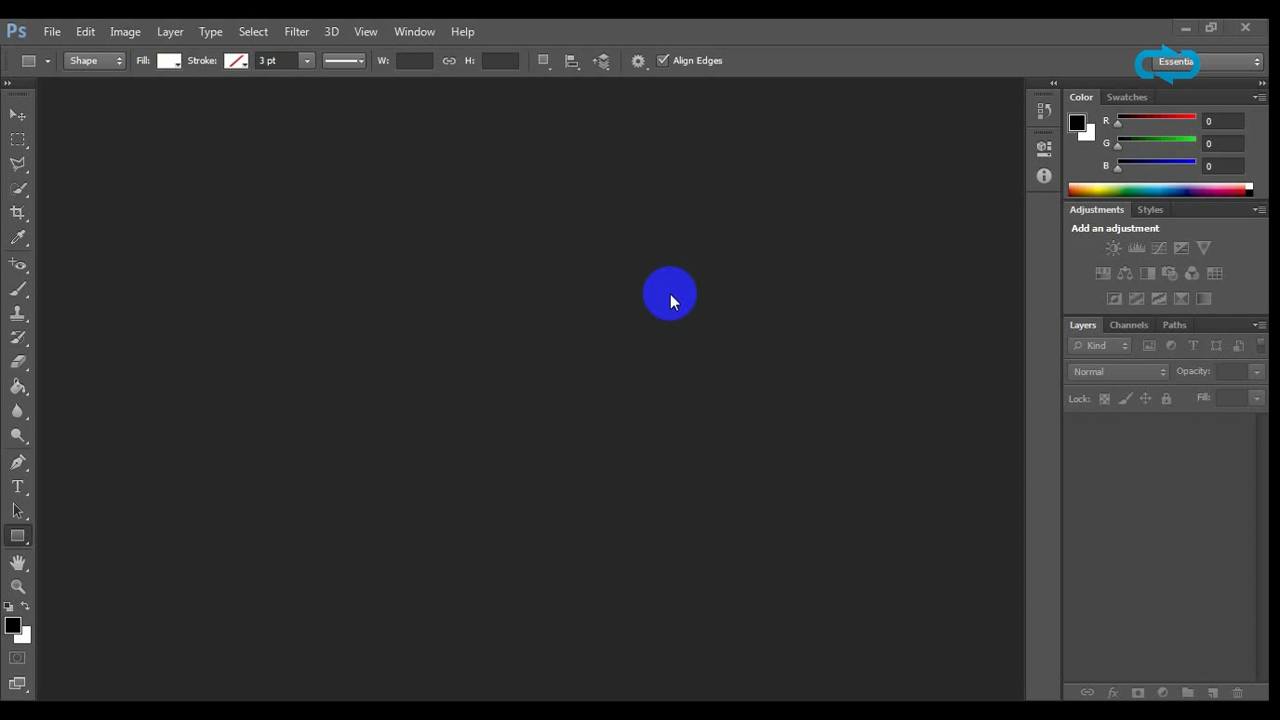 Ps File Edit Image Layer Type Select Filter 3D View Window Help
Shape Fill: Stroke: 3 pt W: H: Align Edges Essentia
Color Swatches
R 0
G 0
B 0
Adjustments Styles
Add an adjustment
Layers Channels Paths
Kind T
Normal Opacity:
Lock: Fill:
T
fx